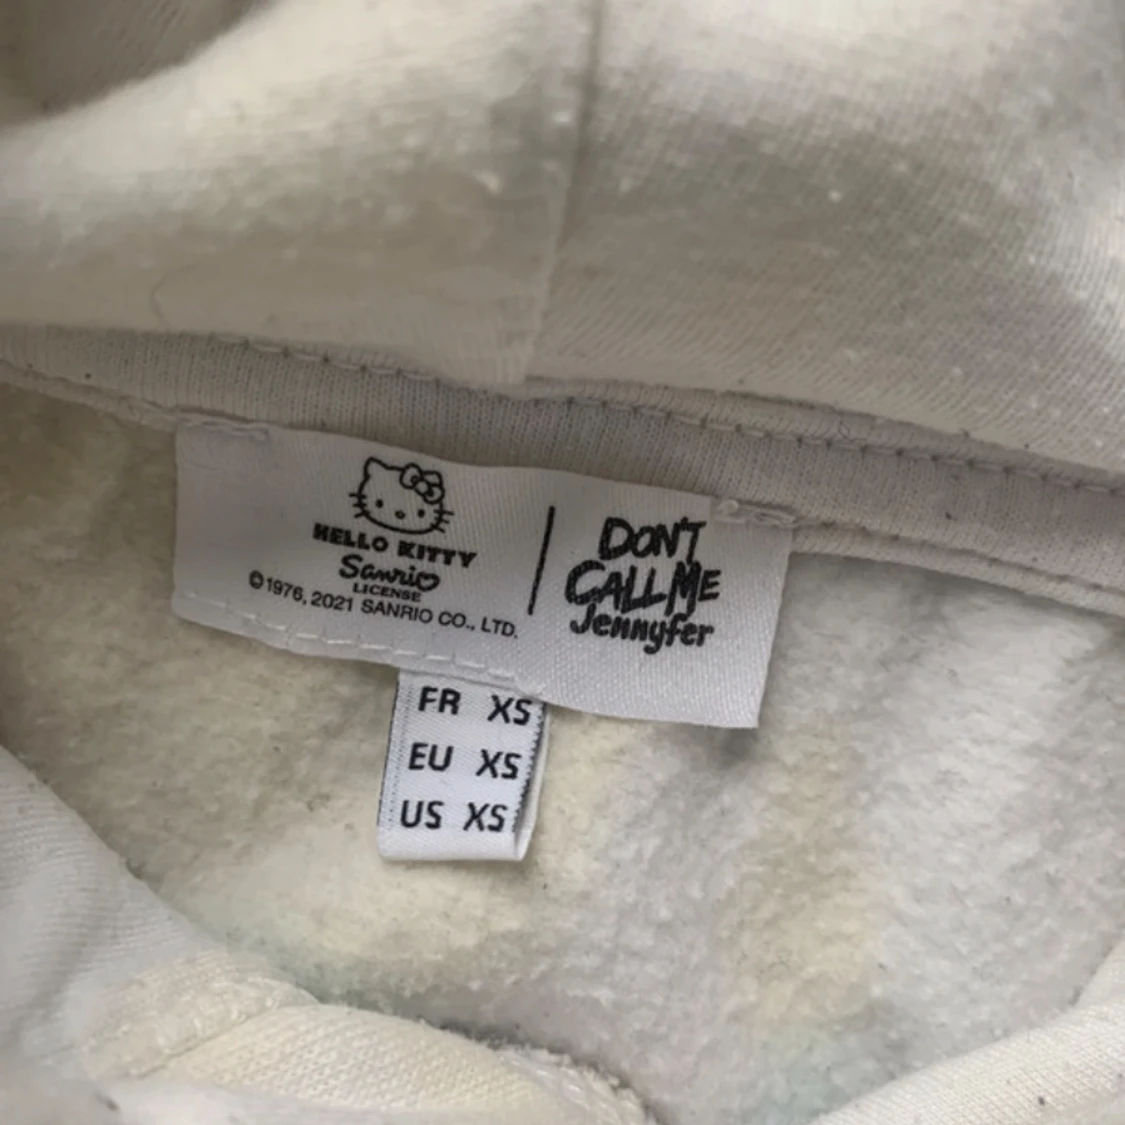 HELLO KITTY
Sanrio
LICENSE
©1976, 2021 SANRIO CO., LTD.
DON'T
CALL ME
Jennyfer
FR XS
EU XS
US XS